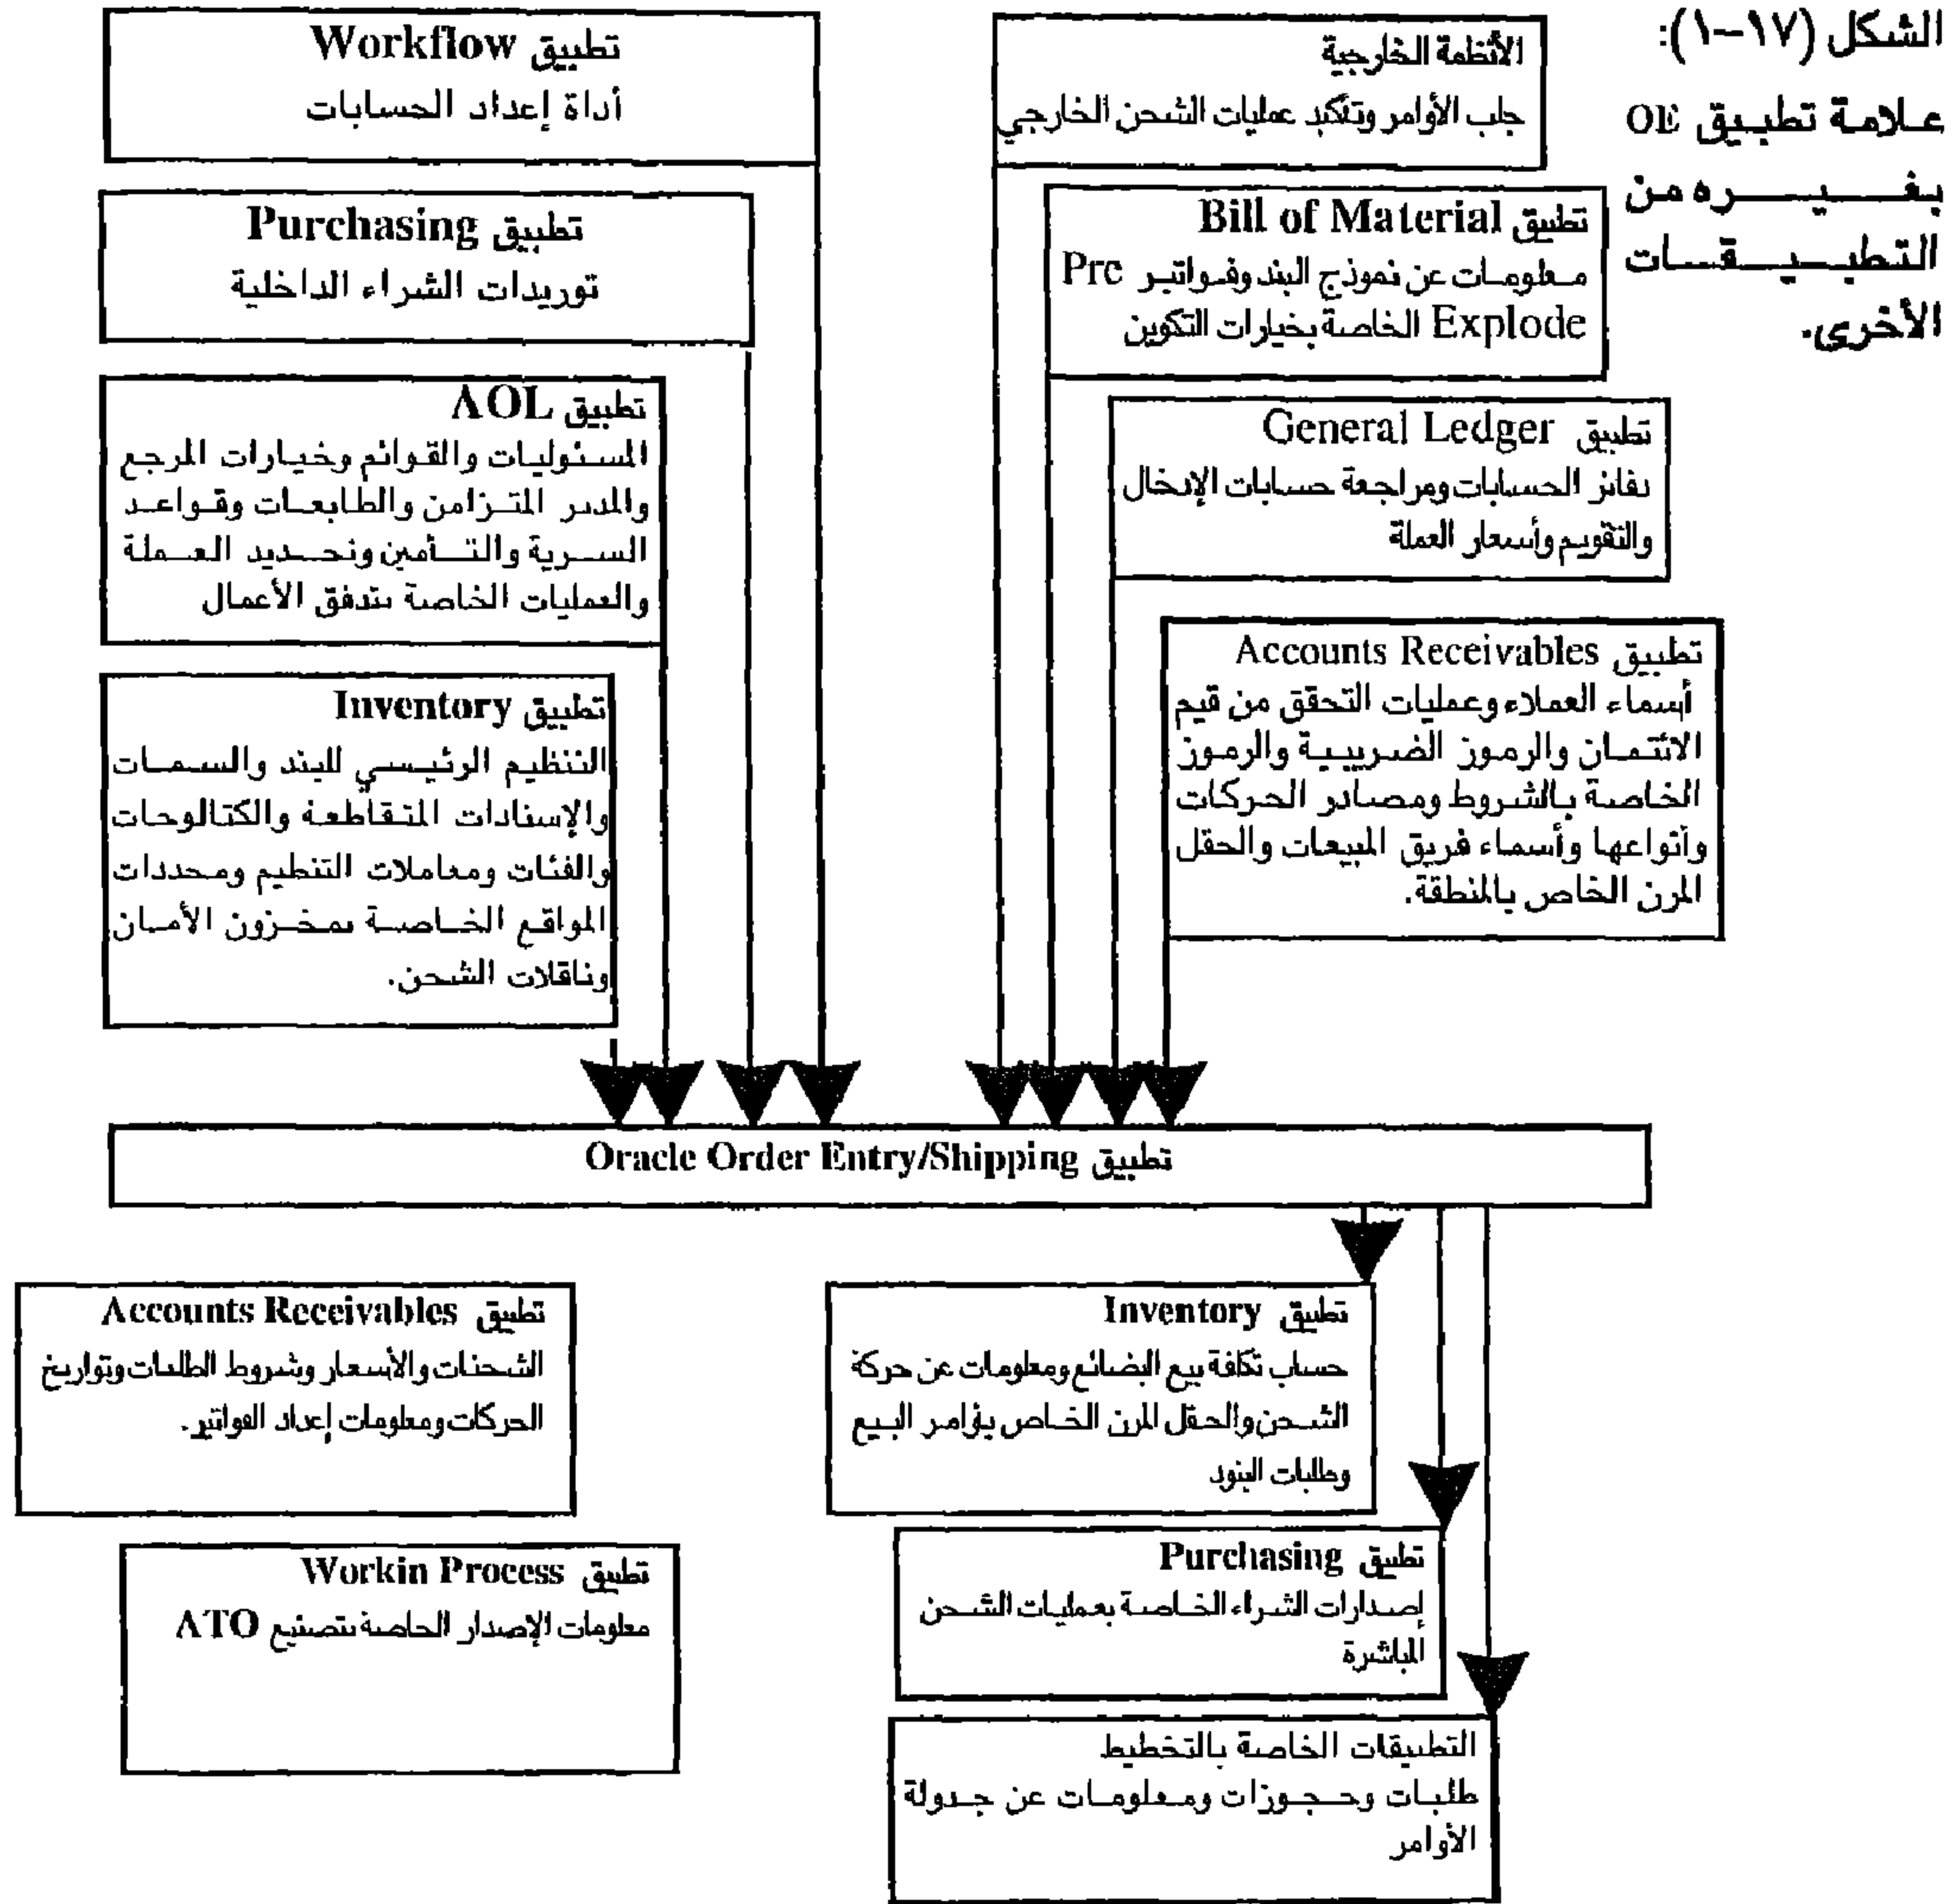 الشكل (١٧-١):
علامة تطبيق OE
بغيره من
التطبيقات
الأخرى.
الأنظمة الخارجية
جلب الأوامر وتأكيد عمليات الشحن الخارجي
تطبيق Bill of Material
معلومات عن نموذج البند وفواتير Pre
Explode الخاصة بخيارات التكوين
تطبيق General Ledger
دفاتر الحسابات ومراجعة حسابات الإدخال
والتقويم وأسعار العملة
تطبيق Accounts Receivables
أسماء العملاء وعمليات التحقق من قيم
الائتمان والرموز الضريبية والرموز
الخاصة بالشروط ومصادر الحركات
وأنواعها وأسماء فريق المبيعات والحقل
المرن الخاص بالمنطقة.
تطبيق Workflow
أداة إعداد الحسابات
تطبيق Purchasing
توريدات الشراء الداخلية
تطبيق AOL
المسئوليات والقوائم وخيارات المرجع
والمدير المتزامن والطابعات وقواعد
السرية والتأمين وتحديد العملة
والعمليات الخاصة بتدفق الأعمال
تطبيق Inventory
التنظيم الرئيسي للبند والسمات
والإسنادات المتقاطعة والكتالوجات
والفئات ومعاملات التنظيم ومحددات
المواقع الخاصة بمخزون الأمان
وناقلات الشحن.
تطبيق Oracle Order Entry/Shipping
تطبيق Inventory
حساب تكلفة بيع البضائع ومعلومات عن حركة
الشحن والحقل المرن الخاص بؤامر البيع
وطلبات البنود
تطبيق Purchasing
إصدارات الشراء الخاصة بعمليات الشحن
المباشرة
التطبيقات الخاصة بالتخطيط
طلبات وحجوزات ومعلومات عن جدولة
الأوامر
تطبيق Accounts Receivables
الشحنات والأسعار وشروط الطلبات وتواريخ
الحركات ومعلومات إعداد الفواتير.
تطبيق Workin Process
معلومات الإصدار الخاصة بتصنيع ATO